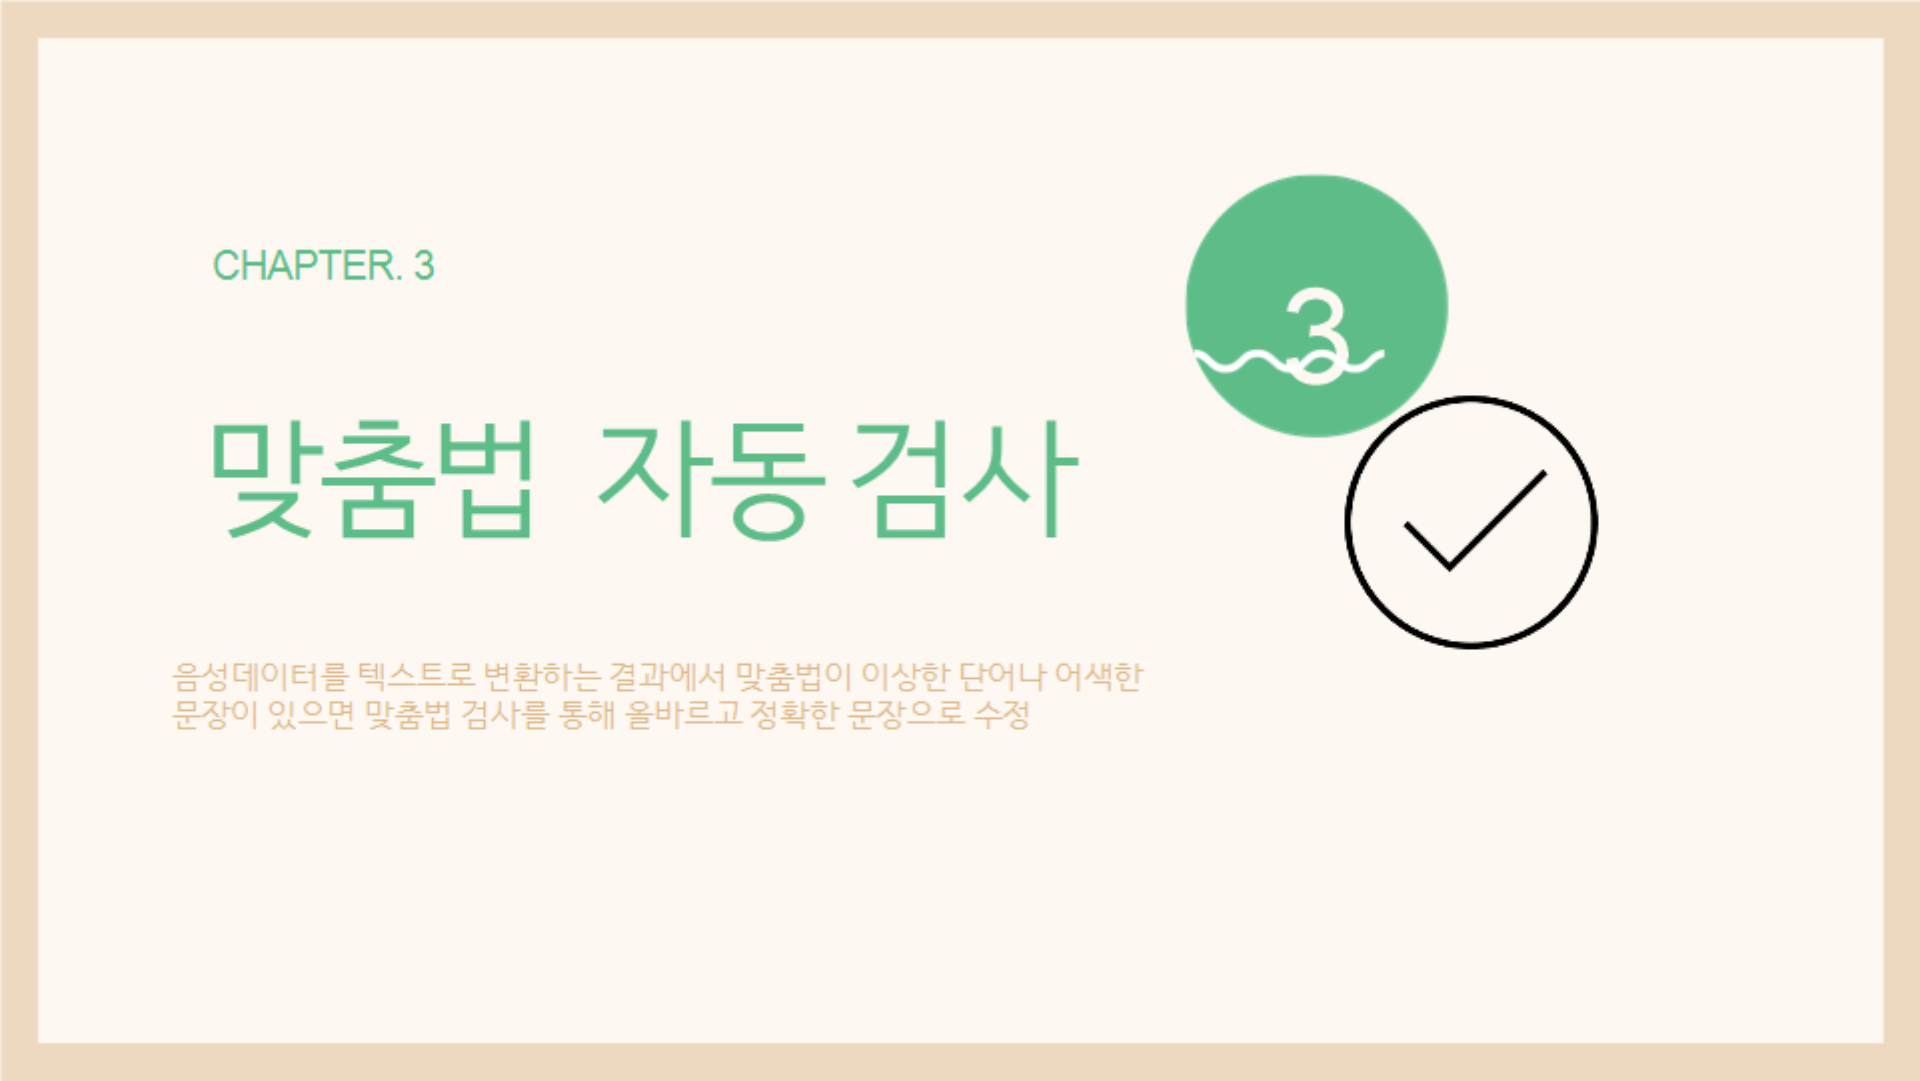 CHAPTER. 3
3
맞춤법 자동 검사
음성데이터를 텍스트로 변환하는 결과에서 맞춤법이 이상한 단어나 어색한
문장이 있으면 맞춤법 검사를 통해 올바르고 정확한 문장으로 수정